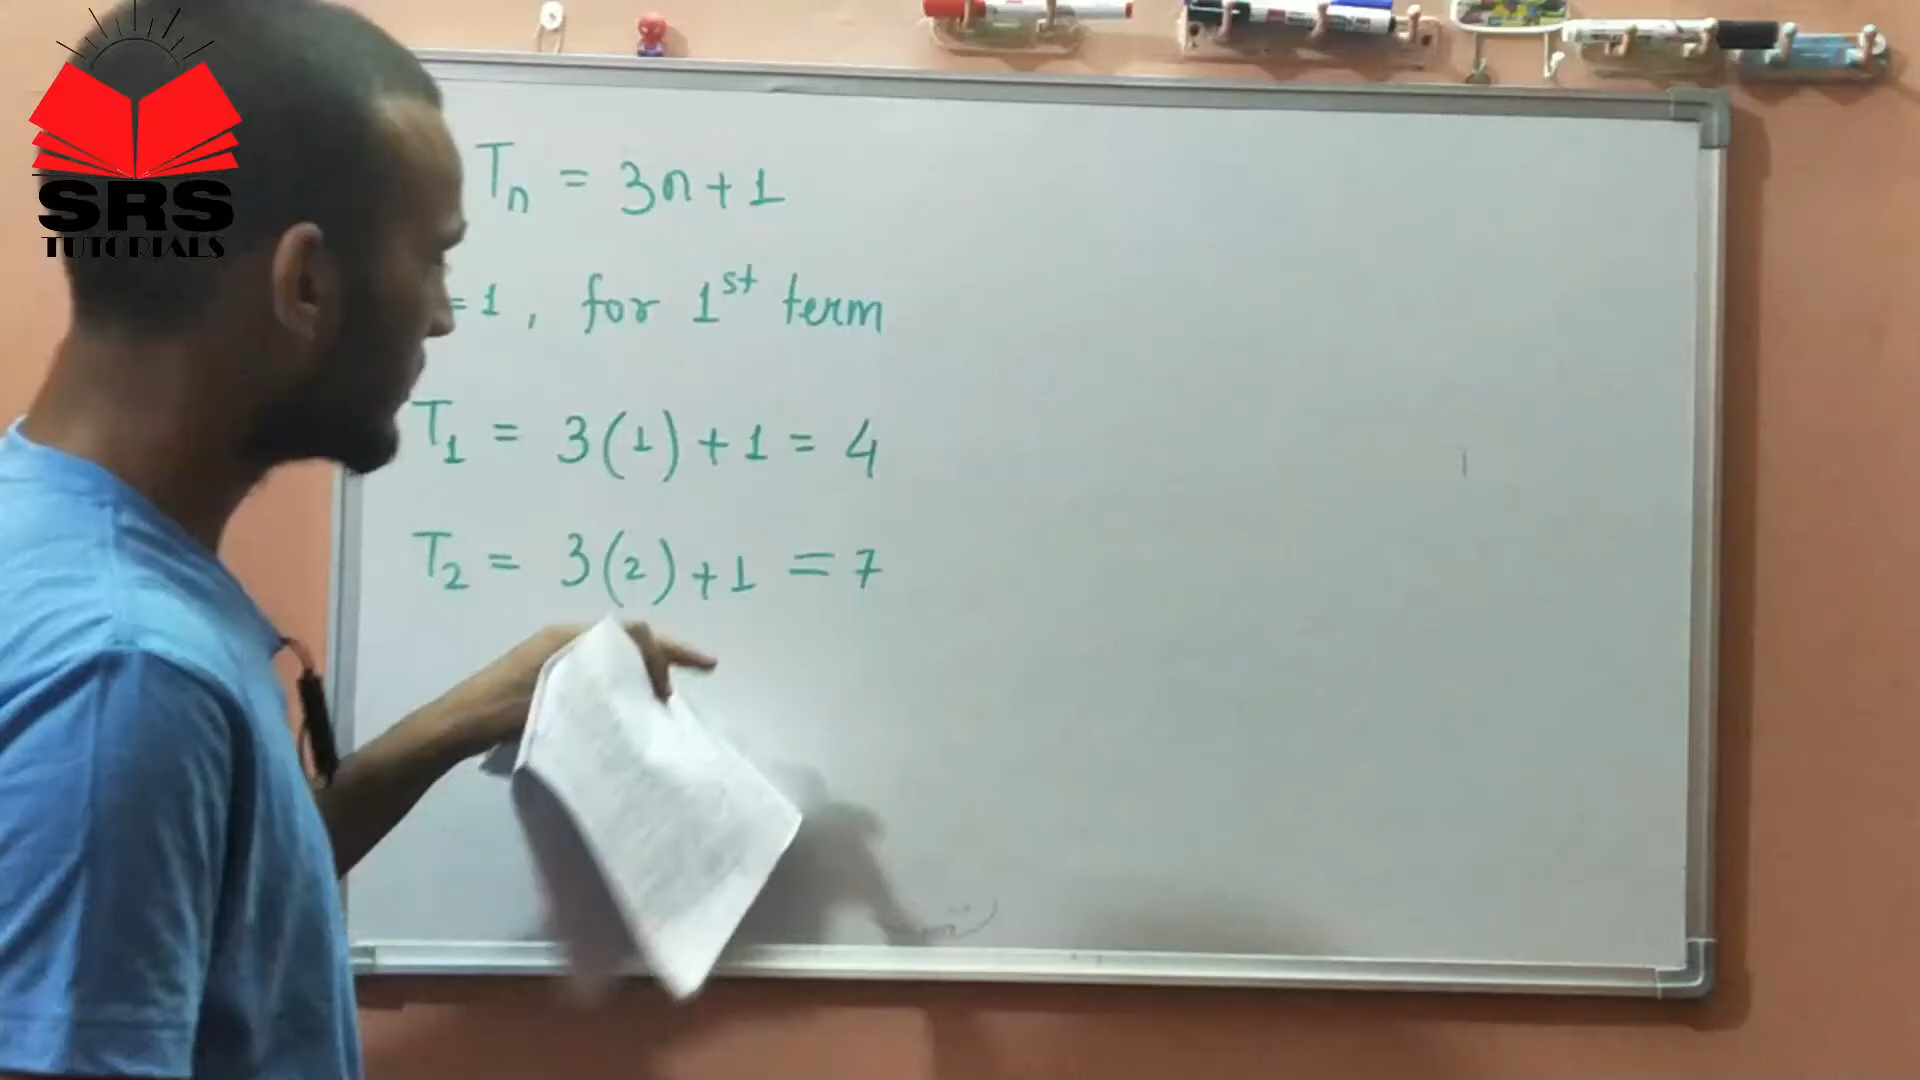 SRS
TUTORIALS
Tn = 3n + 1
= 1 , for 1st term
T1 = 3(1) + 1 = 4
T2 = 3(2) + 1 = 7